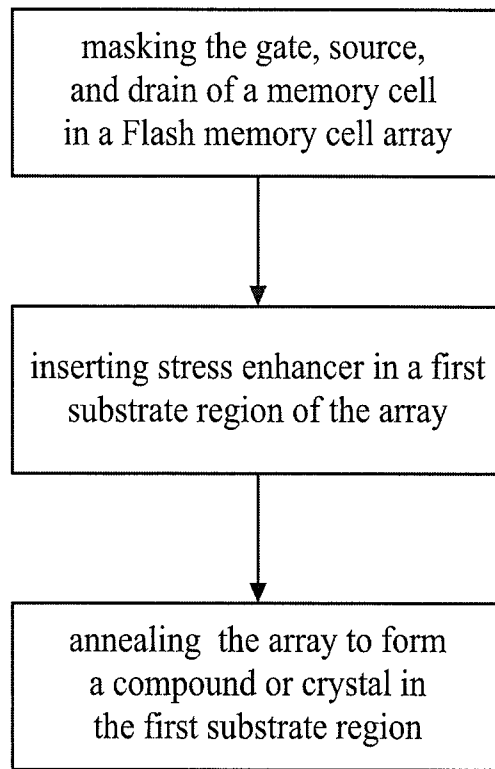 masking the gate, source,
and drain of a memory cell
in a Flash memory cell array
inserting stress enhancer in a first
substrate region of the array
annealing the array to form
a compound or crystal in
the first substrate region